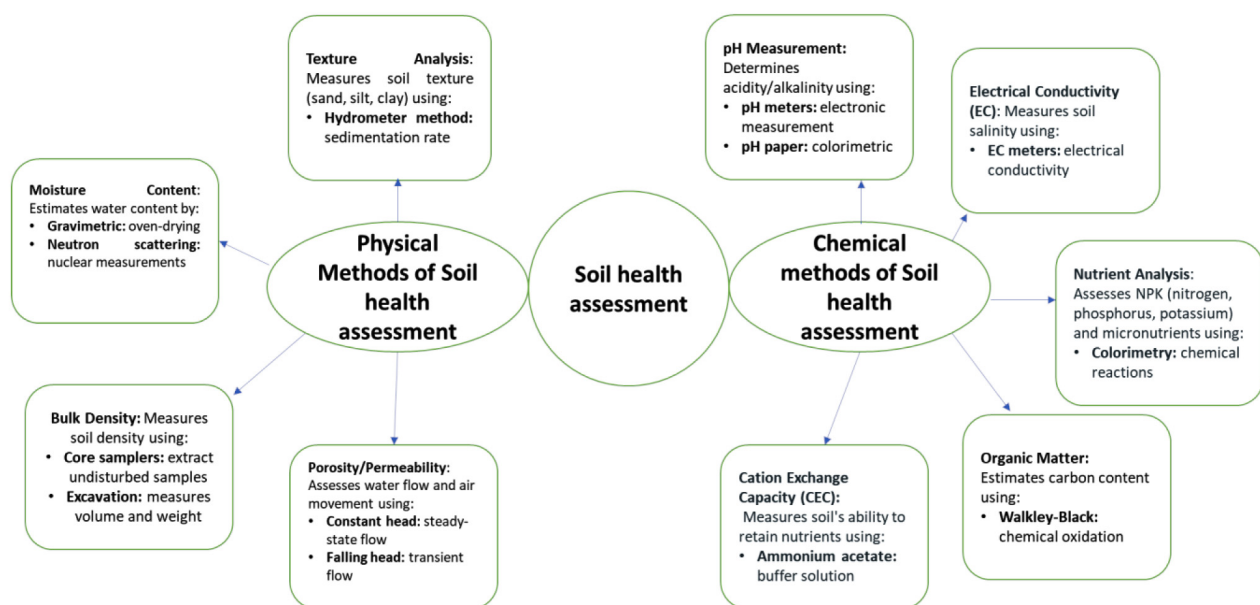 Texture Analysis:
Measures soil texture
(sand, silt, clay) using:
• Hydrometer method:
sedimentation rate
pH Measurement:
Determines
acidity/alkalinity using:
• pH meters: electronic
measurement
• pH paper: colorimetric
Electrical Conductivity
(EC): Measures soil
salinity using:
• EC meters: electrical
conductivity
Moisture Content:
Estimates water content by:
• Gravimetric: oven-drying
• Neutron scattering:
nuclear measurements
Physical
Methods of Soil
health
assessment
Soil health
assessment
Chemical
methods of Soil
health
assessment
Nutrient Analysis:
Assesses NPK (nitrogen,
phosphorus, potassium)
and micronutrients using:
• Colorimetry: chemical
reactions
Bulk Density: Measures
soil density using:
• Core samplers: extract
undisturbed samples
• Excavation: measures
volume and weight
Porosity/Permeability:
Assesses water flow and air
movement using:
• Constant head: steady-
state flow
• Falling head: transient
flow
Cation Exchange
Capacity (CEC):
Measures soil's ability to
retain nutrients using:
• Ammonium acetate:
buffer solution
Organic Matter:
Estimates carbon content
using:
• Walkley-Black:
chemical oxidation